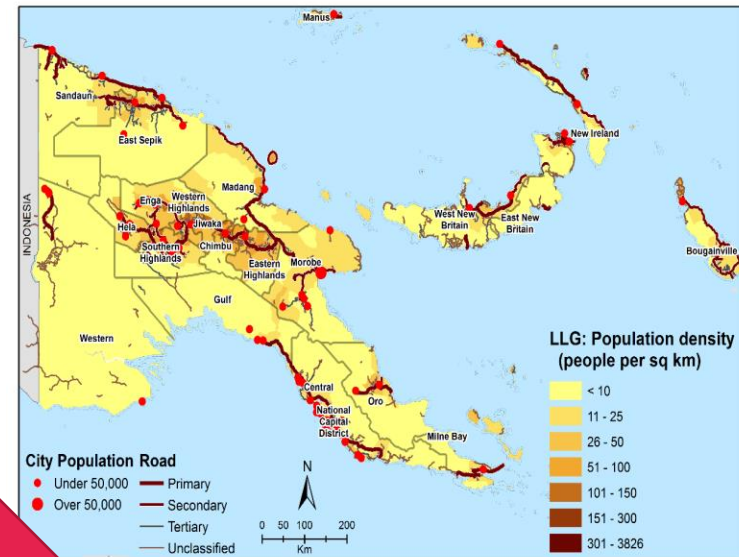 Manus
Sandaun
East Sepik
New Ireland
Madang
Enga
Western
Highlands
West New
Britain
East New
Britain
Hela
Jiwaka
INDONESIA
Southern
Highlands
Chimbu
Eastern
Highlands
Morobe
Bougainville
Gulf
Western
Central
Oro
National
Capital
District
Milne Bay
LLG: Population density
(people per sq km)
< 10
11 - 25
26 - 50
51 - 100
101 - 150
151 - 300
301 - 3826
City Population
Under 50,000
Over 50,000
Road
Primary
Secondary
Tertiary
Unclassified
N
0 50 100 200
Km